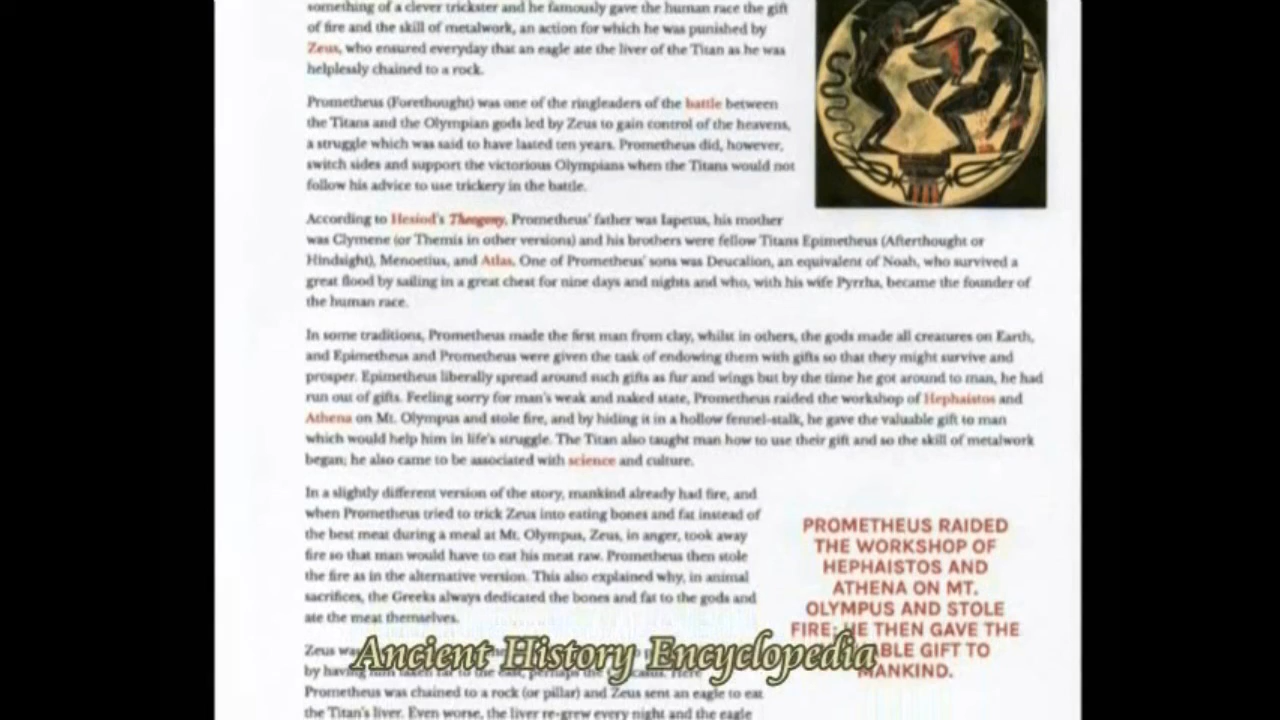 something of a clever trickster and he famously gave the human race the gift
of fire and the skill of metalwork, an action for which he was punished by
Zeus, who ensured everyday that an eagle ate the liver of the Titan as he was
helplessly chained to a rock.
Prometheus (Forethought) was one of the ringleaders of the battle between
the Titans and the Olympian gods led by Zeus to gain control of the heavens,
a struggle which was said to have lasted ten years. Prometheus did, however,
switch sides and support the victorious Olympians when the Titans would not
follow his advice to use trickery in the battle.
According to Hesiod's Theogony, Prometheus' father was Iapetus, his mother
was Clymene (or Themis in other versions) and his brothers were fellow Titans Epimetheus (Afterthought or
Hindsight), Menoetius, and Atlas. One of Prometheus' sons was Deucalion, an equivalent of Noah, who survived a
great flood by sailing in a great chest for nine days and nights and who, with his wife Pyrrha, became the founder of
the human race.
In some traditions, Prometheus made the first man from clay, whilst in others, the gods made all creatures on Earth,
and Epimetheus and Prometheus were given the task of endowing them with gifts so that they might survive and
prosper. Epimetheus liberally spread around such gifts as fur and wings but by the time he got around to man, he had
run out of gifts. Feeling sorry for man's weak and naked state, Prometheus raided the workshop of Hephaistos and
Athena on Mt. Olympus and stole fire, and by hiding it in a hollow fennel-stalk, he gave the valuable gift to man
which would help him in life's struggle. The Titan also taught man how to use their gift and so the skill of metalwork
began; he also came to be associated with science and culture.
In a slightly different version of the story, mankind already had fire, and
when Prometheus tried to trick Zeus into eating bones and fat instead of
the best meat during a meal at Mt. Olympus, Zeus, in anger, took away
fire so that man would have to eat his meat raw. Prometheus then stole
the fire as in the alternative version. This also explained why, in animal
sacrifices, the Greeks always dedicated the bones and fat to the gods and
ate the meat themselves.
PROMETHEUS RAIDED
THE WORKSHOP OF
HEPHAISTOS AND
ATHENA ON MT.
OLYMPUS AND STOLE
FIRE; HE THEN GAVE THE
GIFT TO
MANKIND.
Zeus
Ancient History Encyclopedia
by having him taken far to the east, perhaps the
Prometheus was chained to a rock (or pillar) and Zeus sent an eagle to eat
the Titan's liver. Even worse, the liver re-grew every night and the eagle